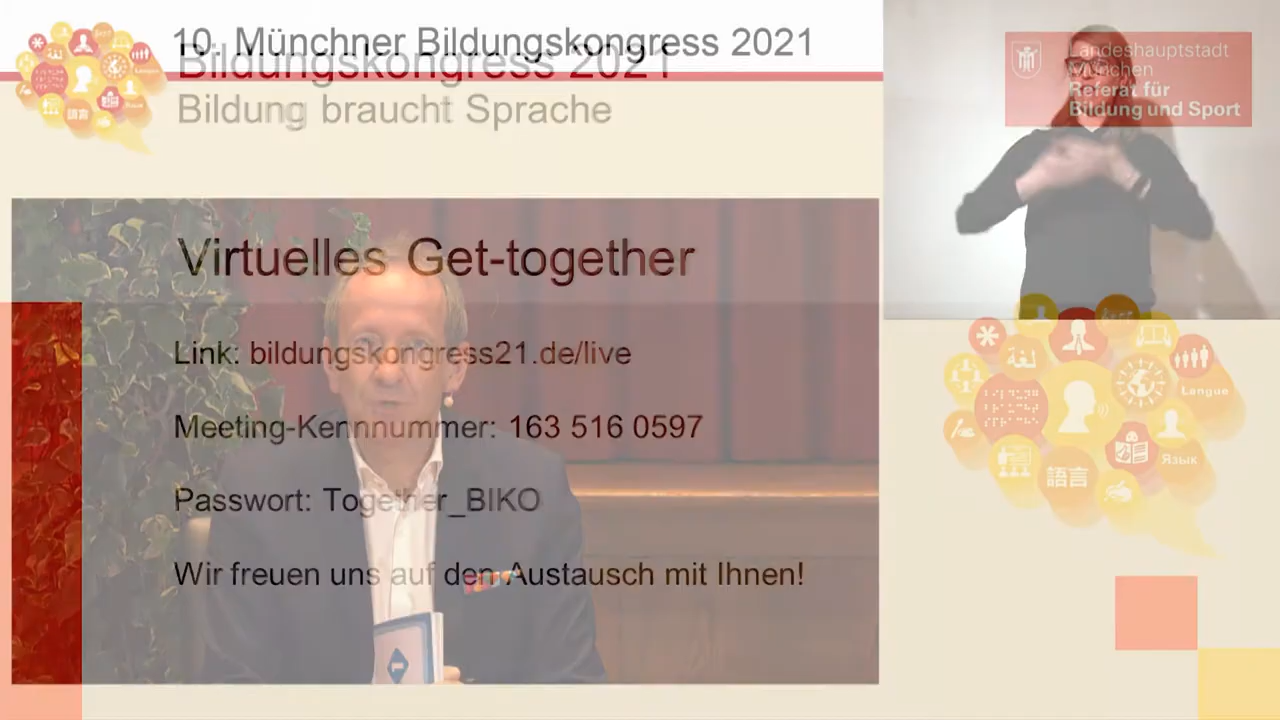 10. Münchner Bildungskongress 2021
Bildungskongress 2021
Bildung braucht Sprache
Landeshauptstadt
München
Referat für
Bildung und Sport
Virtuelles Get-together
Link: bildungskongress21.de/live
Meeting-Kennnummer: 163 516 0597
Passwort: Together_BIKO
Wir freuen uns auf den Austausch mit Ihnen!
لغة
Langue
Язык
語言